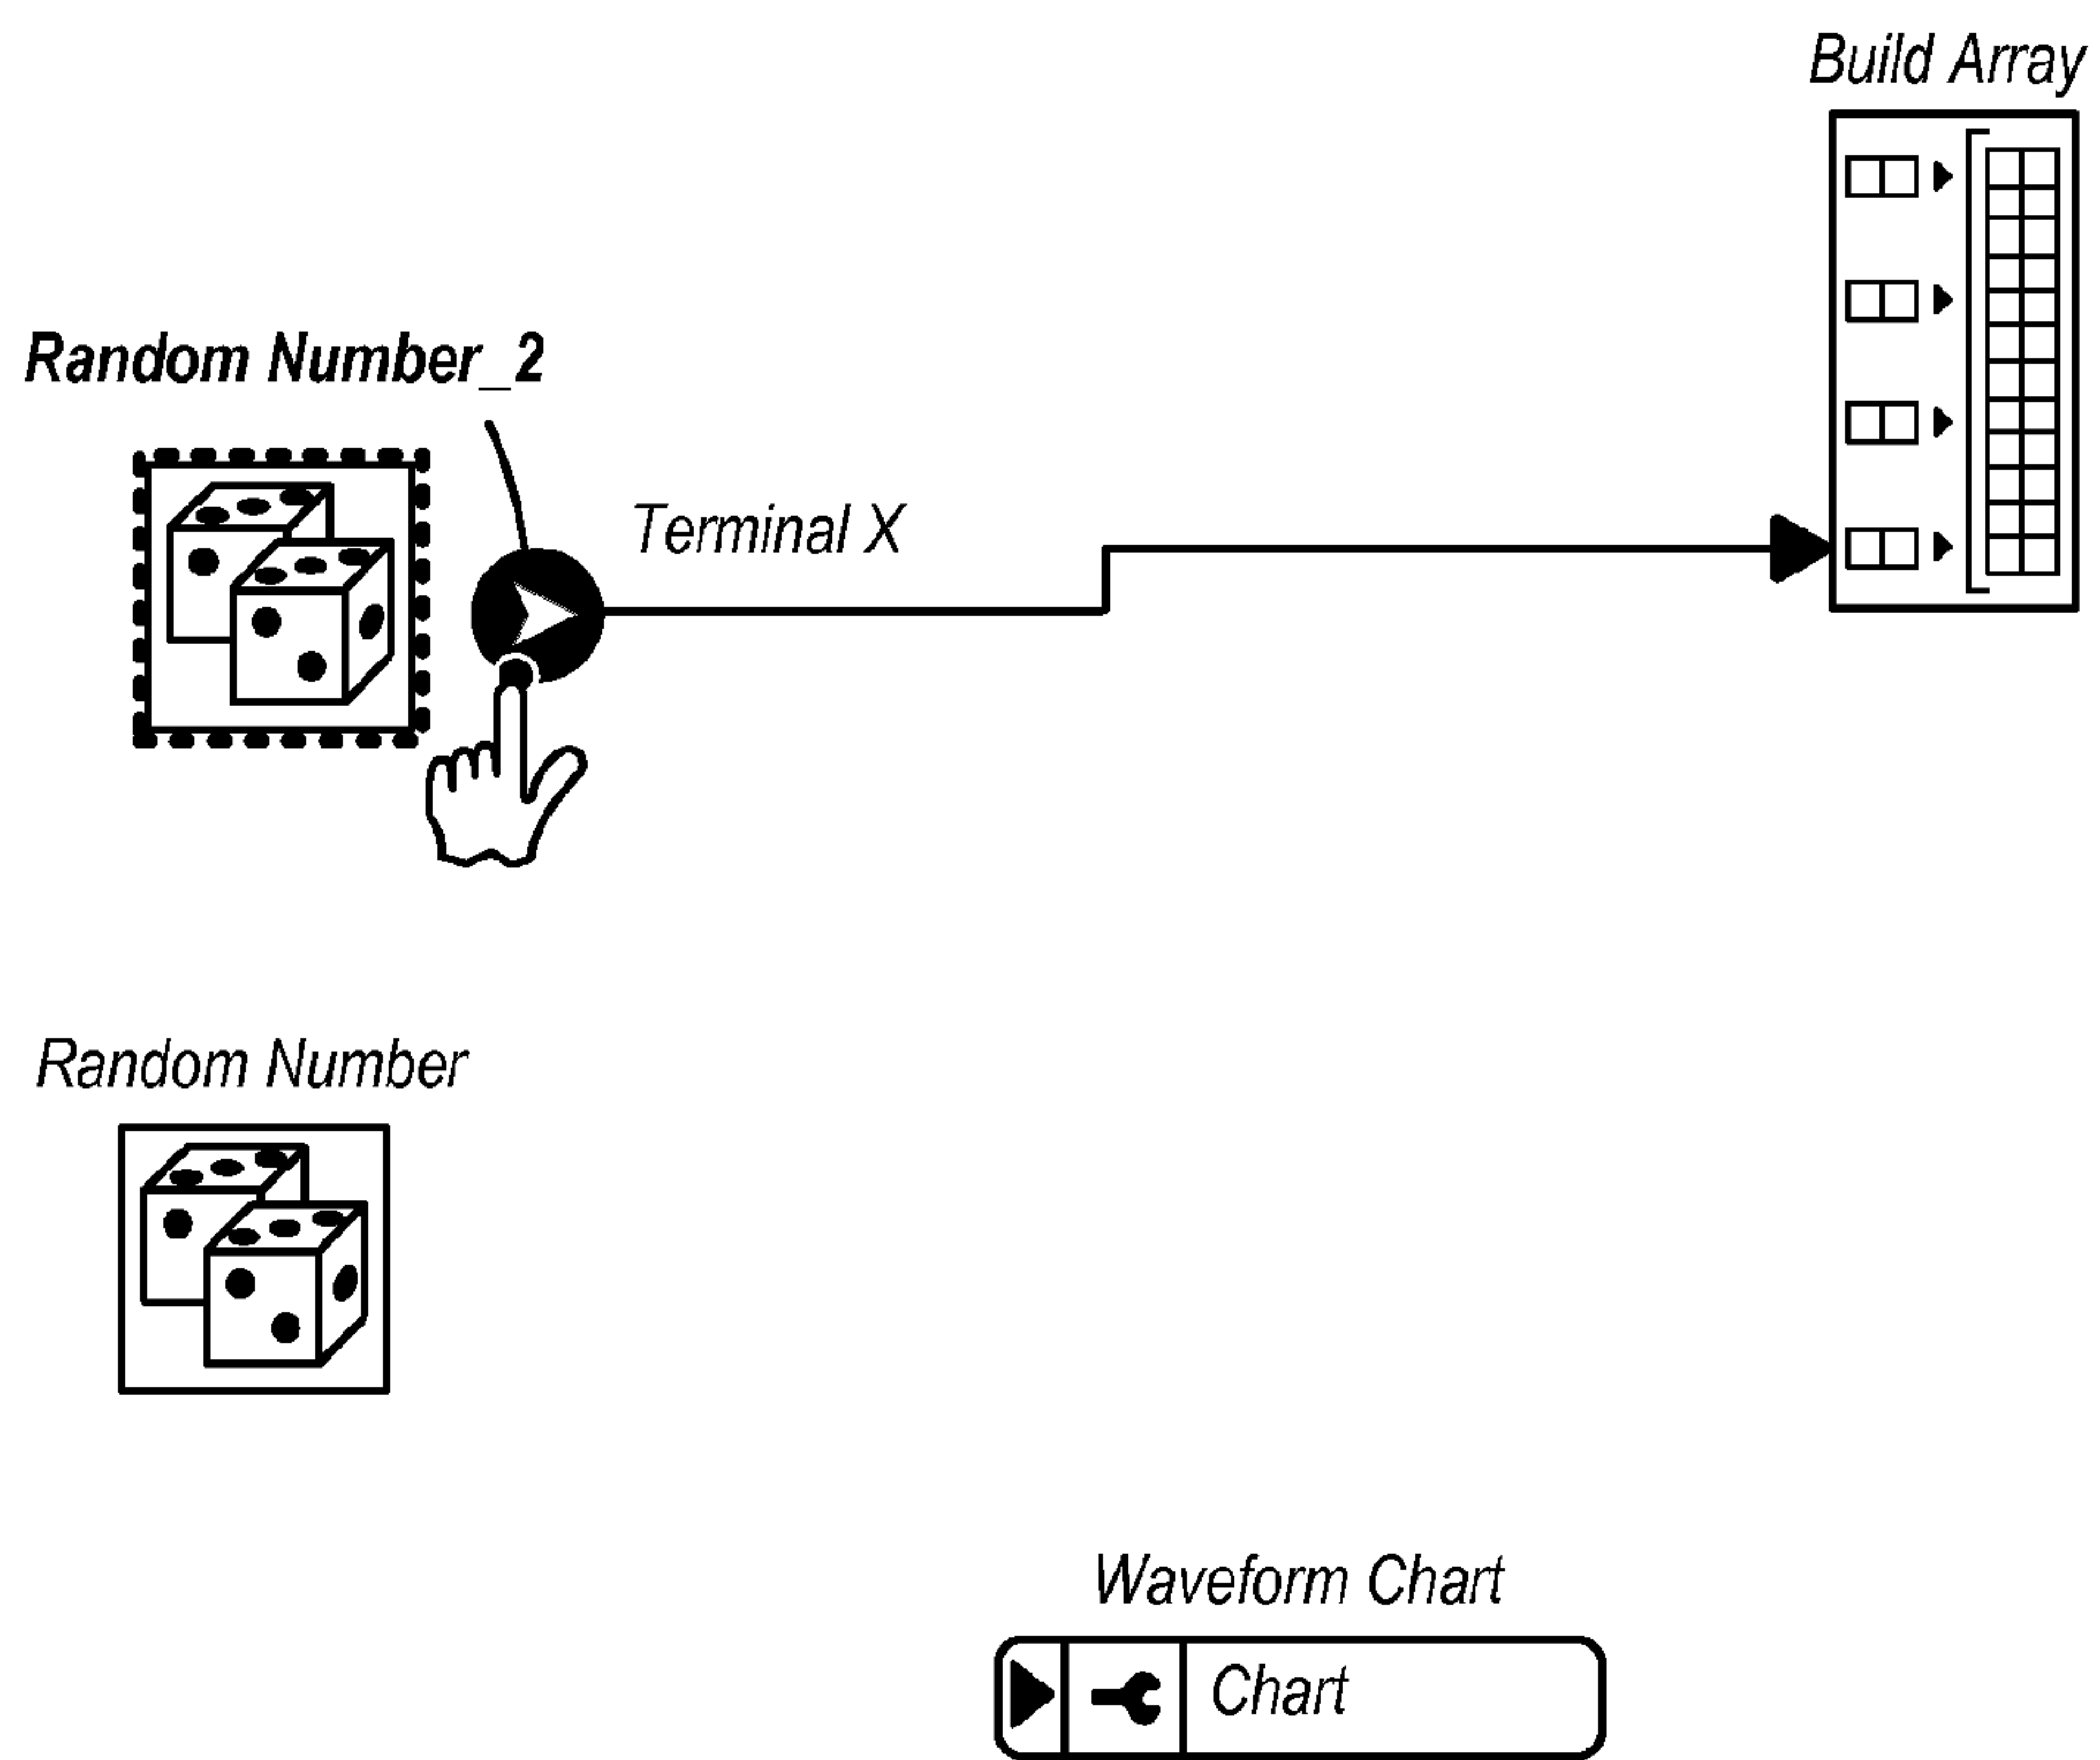 Build Array
Random Number_2
Terminal X
Random Number
Waveform Chart
Chart